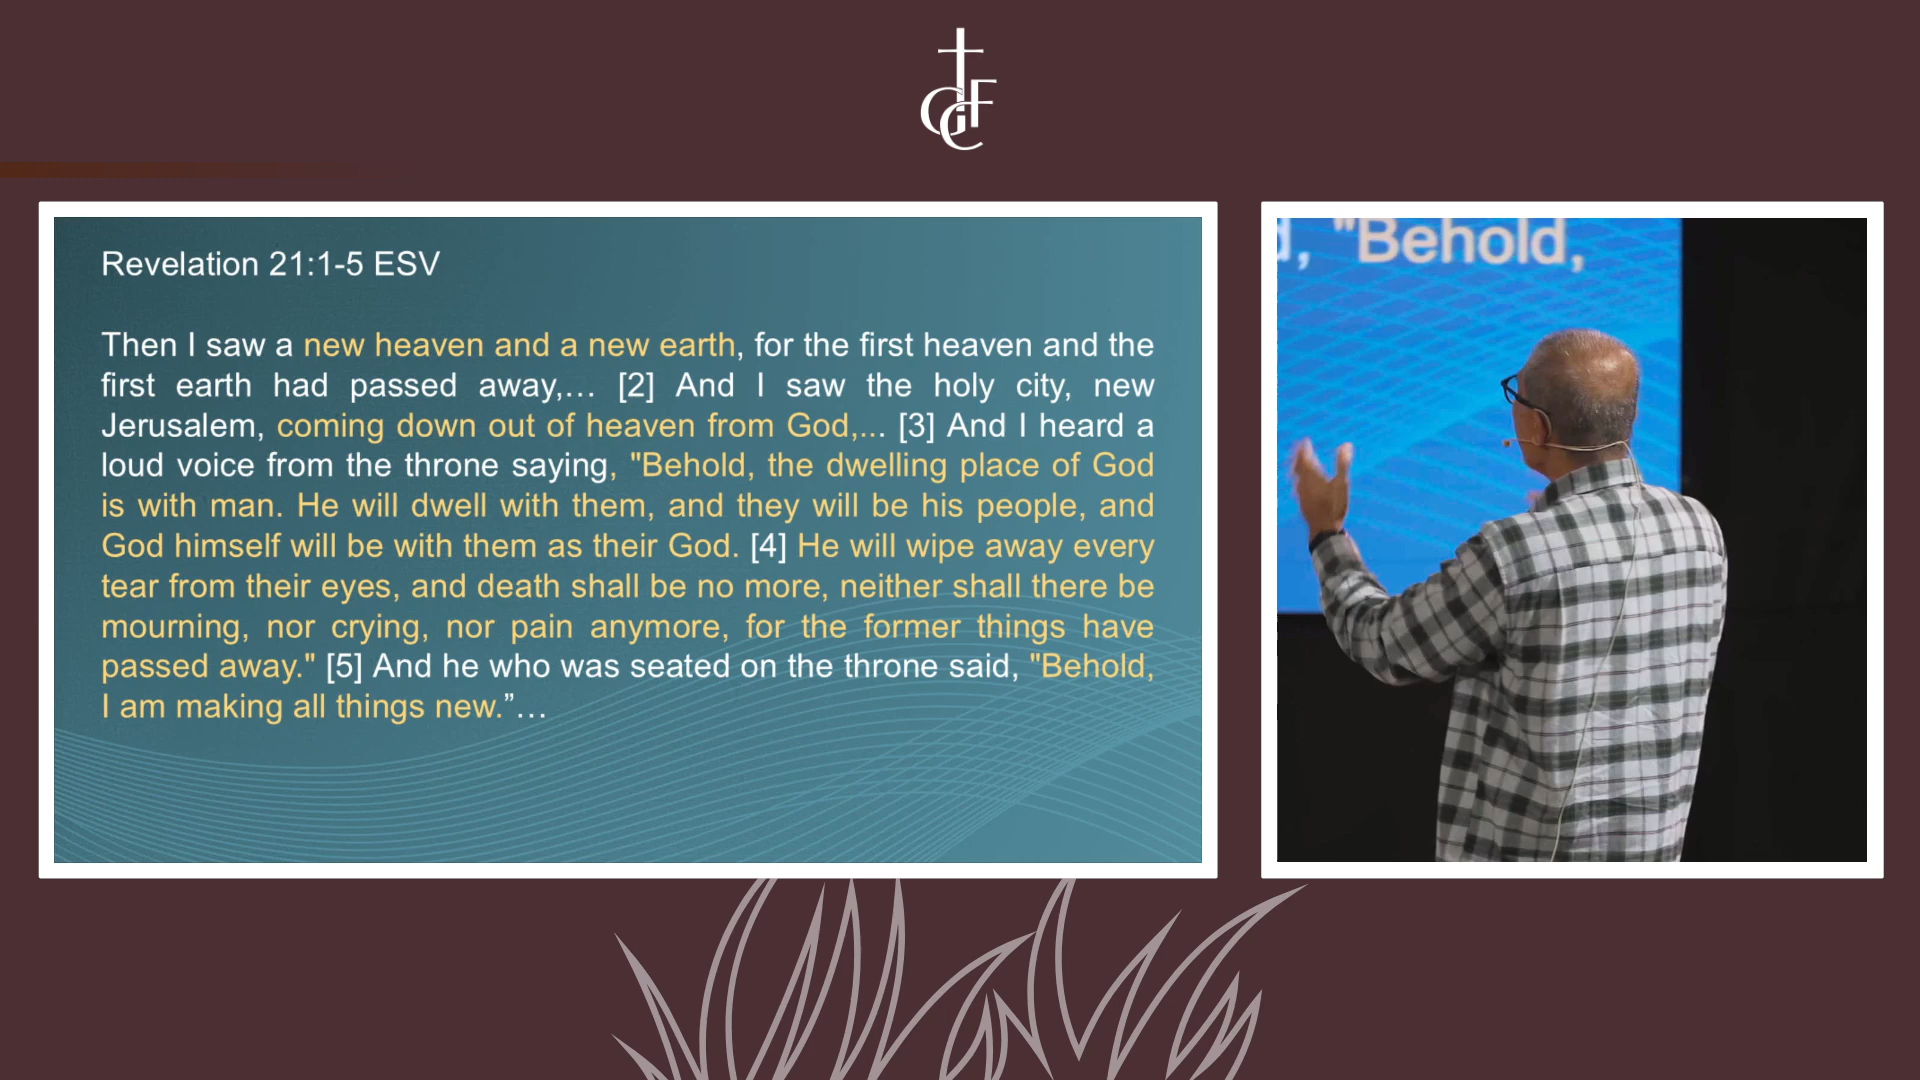 Revelation 21:1-5 ESV
Then I saw a new heaven and a new earth, for the first heaven and the
first earth had passed away,… [2] And I saw the holy city, new
Jerusalem, coming down out of heaven from God,... [3] And I heard a
loud voice from the throne saying, "Behold, the dwelling place of God
is with man. He will dwell with them, and they will be his people, and
God himself will be with them as their God. [4] He will wipe away every
tear from their eyes, and death shall be no more, neither shall there be
mourning, nor crying, nor pain anymore, for the former things have
passed away." [5] And he who was seated on the throne said, "Behold,
I am making all things new.”…
d, "Behold,